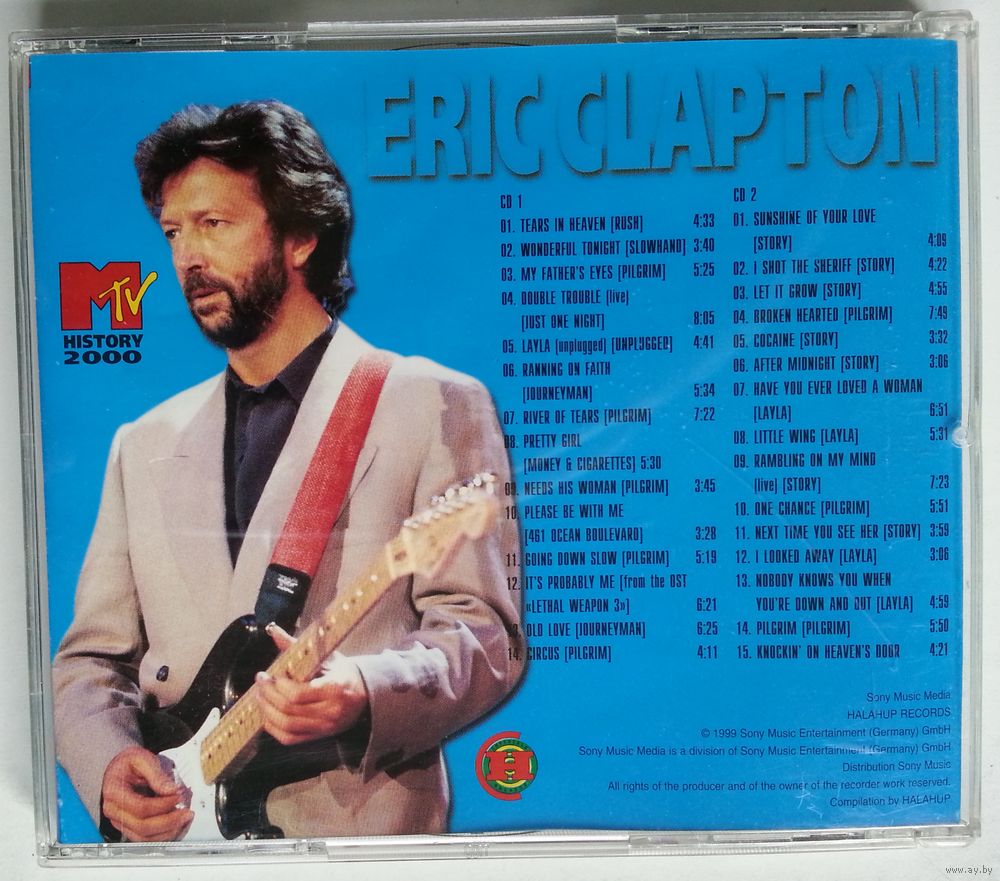 ERIC CLAPTON
MTV
HISTORY
2000
CD 1
01. TEARS IN HEAVEN [RUSH] 4:33
02. WONDERFUL TONIGHT [SLOWHAND] 3:40
03. MY FATHER'S EYES [PILGRIM] 5:25
04. DOUBLE TROUBLE (live)
[JUST ONE NIGHT] 8:05
05. LAYLA (unplugged) [UNPLUGGED] 4:41
06. RANNING ON FAITH
[JOURNEYMAN] 5:34
07. RIVER OF TEARS [PILGRIM] 7:22
08. PRETTY GIRL
[MONEY & CIGARETTES] 5:30
09. NEEDS HIS WOMAN [PILGRIM] 3:45
10. PLEASE BE WITH ME
[461 OCEAN BOULEVARD] 3:28
11. GOING DOWN SLOW [PILGRIM] 5:19
12. IT'S PROBABLY ME [from the OST
«LETHAL WEAPON 3»] 6:21
13. OLD LOVE [JOURNEYMAN] 6:25
14. CIRCUS [PILGRIM] 4:11
CD 2
01. SUNSHINE OF YOUR LOVE
[STORY] 4:09
02. I SHOT THE SHERIFF [STORY] 4:22
03. LET IT GROW [STORY] 4:55
04. BROKEN HEARTED [PILGRIM] 7:49
05. COCAINE [STORY] 3:32
06. AFTER MIDNIGHT [STORY] 3:06
07. HAVE YOU EVER LOVED A WOMAN
[LAYLA] 6:51
08. LITTLE WING [LAYLA] 5:31
09. RAMBLING ON MY MIND
(live) [STORY] 7:23
10. ONE CHANCE [PILGRIM] 5:51
11. NEXT TIME YOU SEE HER [STORY] 3:59
12. I LOOKED AWAY [LAYLA] 3:06
13. NOBODY KNOWS YOU WHEN
YOU'RE DOWN AND OUT [LAYLA] 4:59
14. PILGRIM [PILGRIM] 5:50
15. KNOCKIN' ON HEAVEN'S DOOR 4:21
Sony Music Media
HALAHUP RECORDS
© 1999 Sony Music Entertainment (Germany) GmbH
Sony Music Media is a division of Sony Music Entertainment (Germany) GmbH
Distribution Sony Music
All rights of the producer and of the owner of the recorder work reserved.
Compilation by HALAHUP
www.ay.by